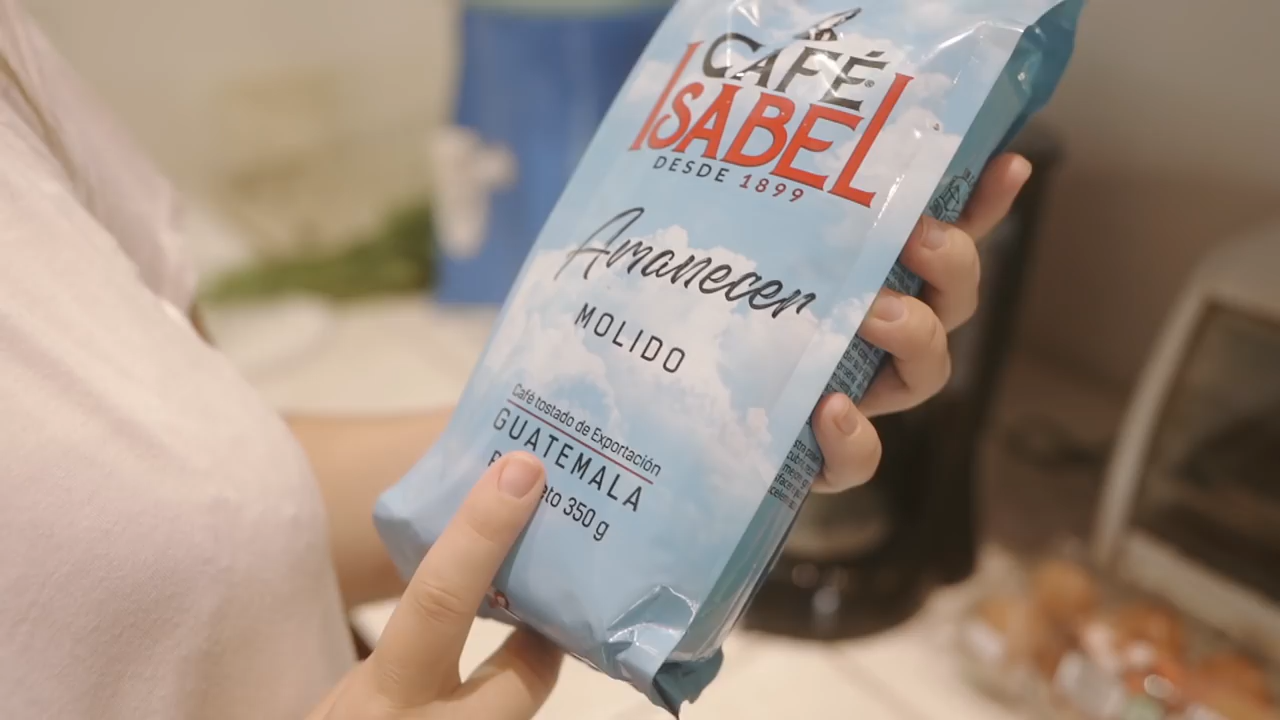 CAFÉ
ISABEL
DESDE 1899
Amanecer
MOLIDO
Café tostado de Exportación
GUATEMALA
350 g